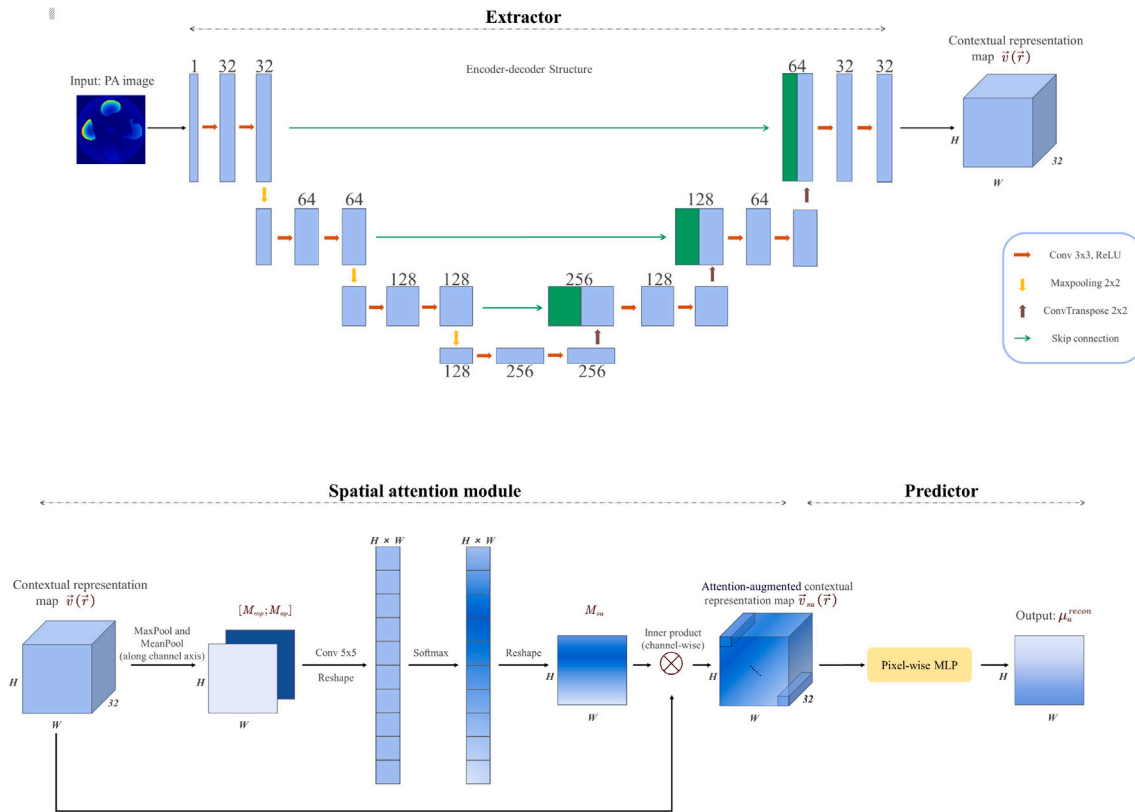 Extractor
Input: PA image
Encoder-decoder Structure
Contextual representation
map v⃗(r⃗)
1 32 32
64 32 32
H
W
32
64 64
128 64
128 128
256 128
128 256 256
Conv 3x3, ReLU
Maxpooling 2x2
ConvTranspose 2x2
Skip connection
Spatial attention module
Predictor
Contextual representation
map v⃗(r⃗)
H
W
32
MaxPool and
MeanPool
(along channel axis)
[M_mp; M_ap]
H
W
Conv 5x5
Reshape
H × W
Softmax
H × W
Reshape
M_sa
H
W
Inner product
(channel-wise)
Attention-augmented contextual
representation map v⃗_sa(r⃗)
H
W
32
Pixel-wise MLP
Output: μ_a^recon
H
W